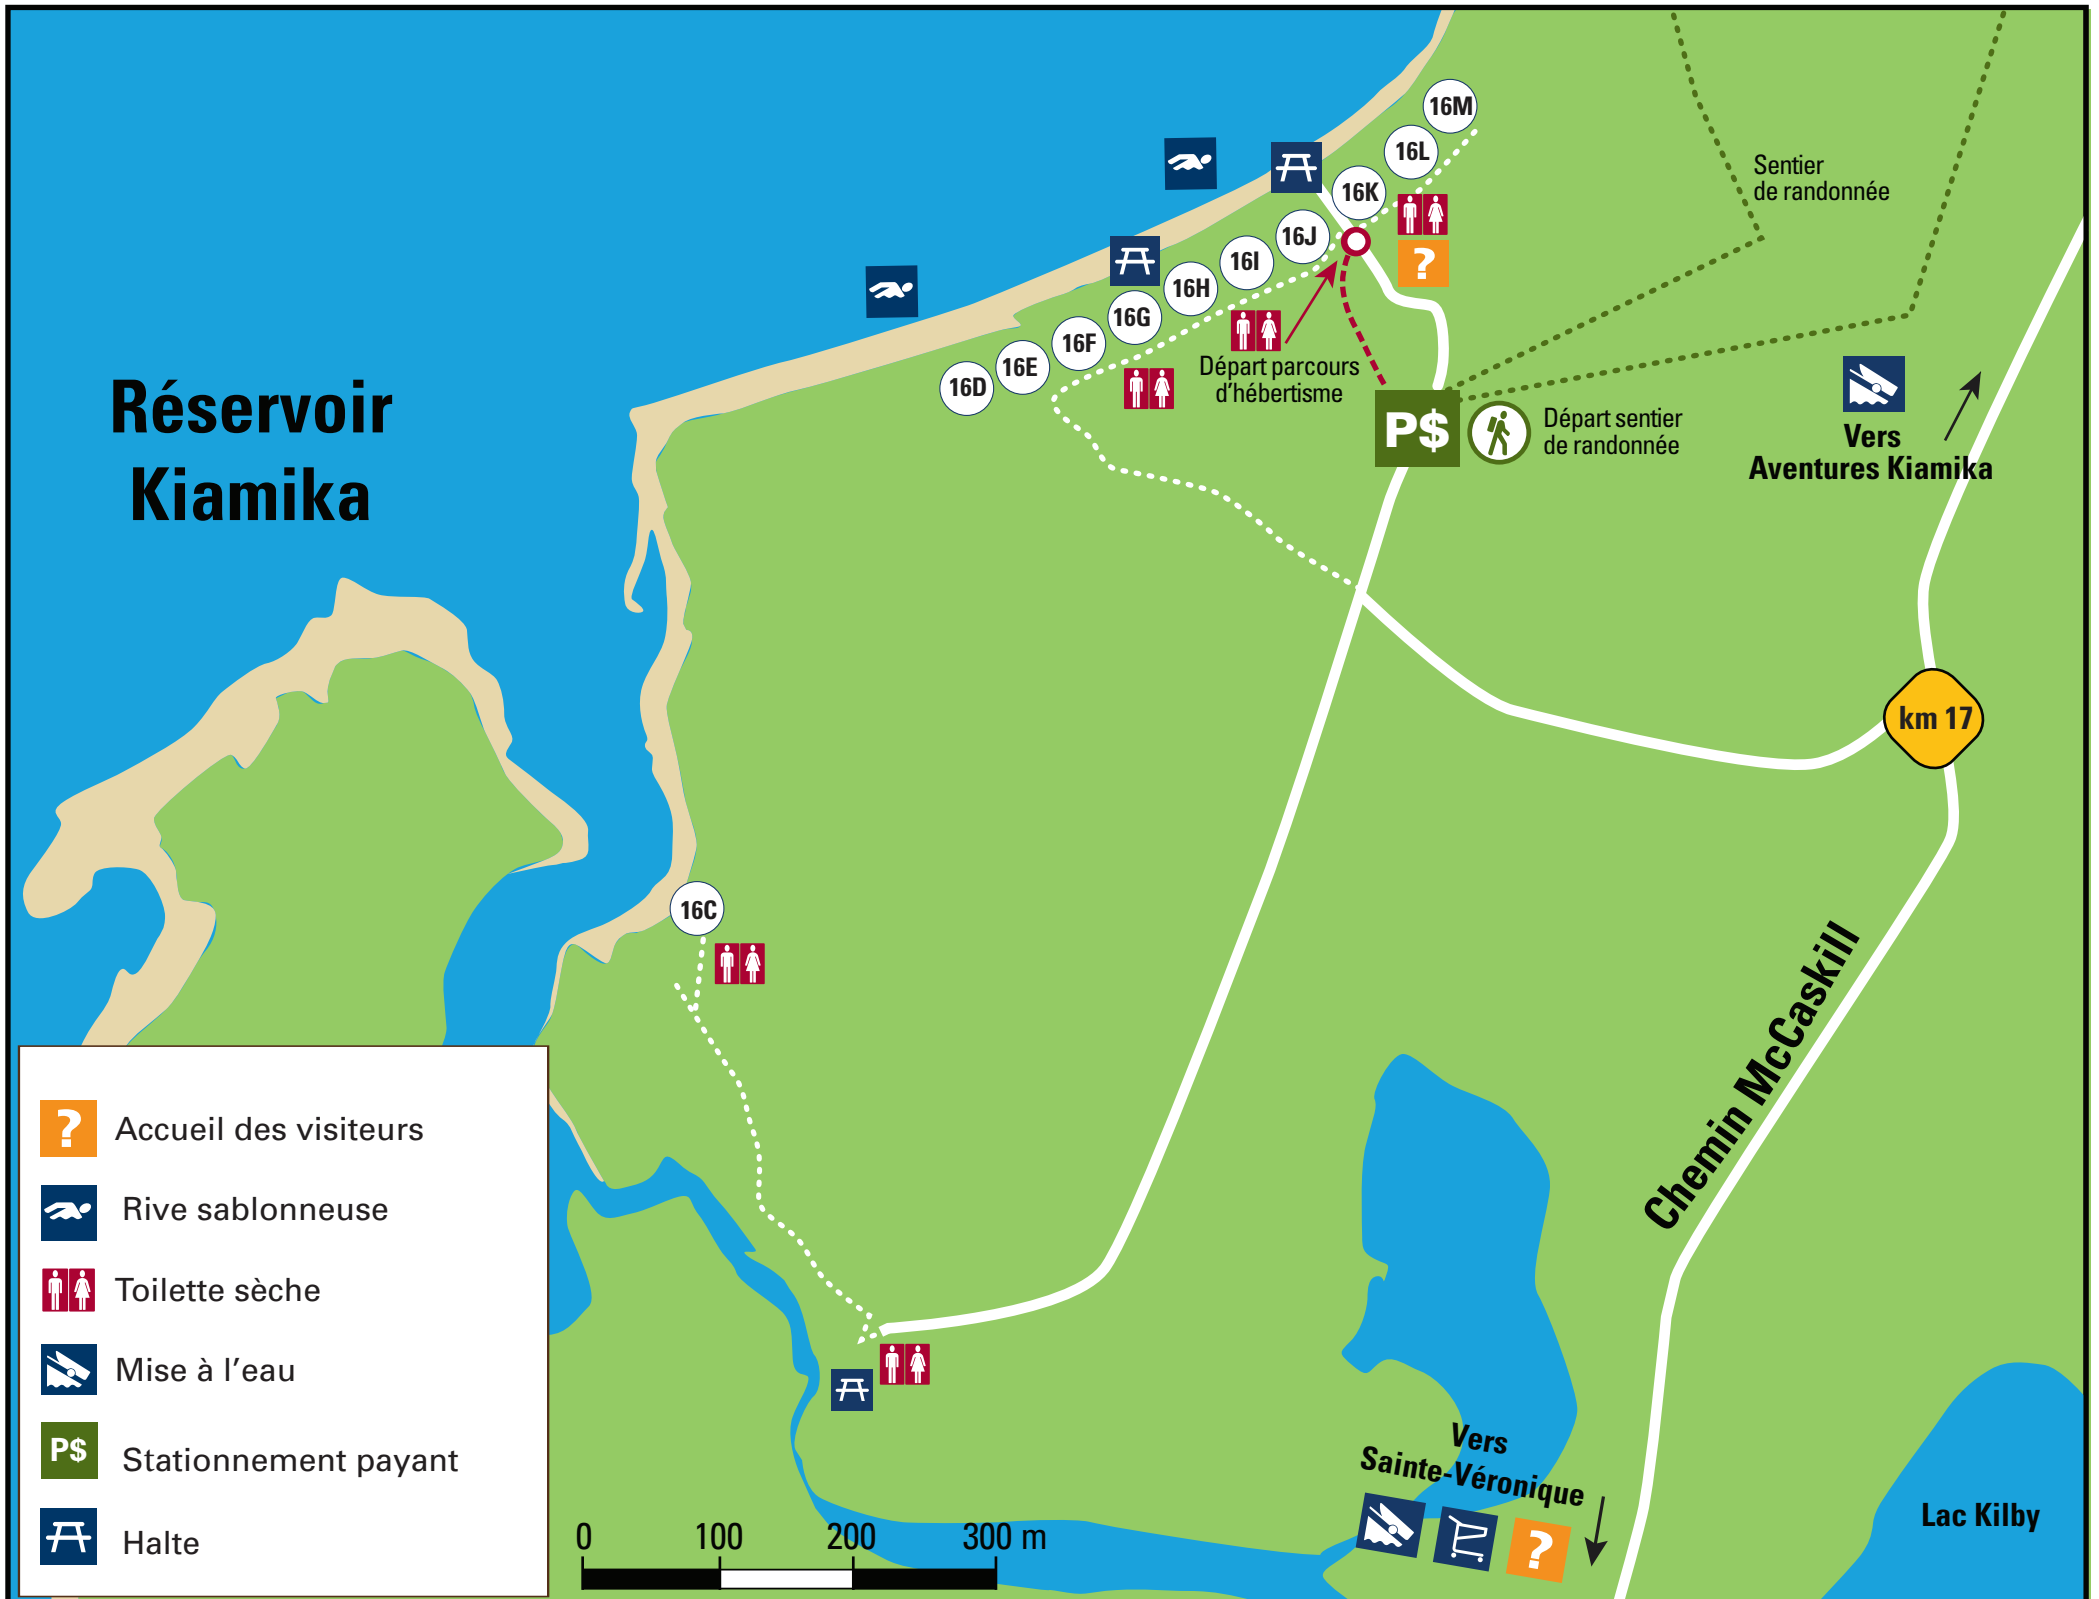 16M
16L
16K
16J
16I
16H
16G
16F
16E
16D
?
Sentier
de randonnée
Départ parcours
d'hébertisme
P$
Départ sentier
de randonnée
Vers
Aventures Kiamika
Réservoir
Kiamika
km 17
16C
Chemin McCaskill
? Accueil des visiteurs
Rive sablonneuse
Toilette sèche
Mise à l'eau
P$ Stationnement payant
Halte
0 100 200 300 m
Vers
Sainte-Véronique
?
Lac Kilby